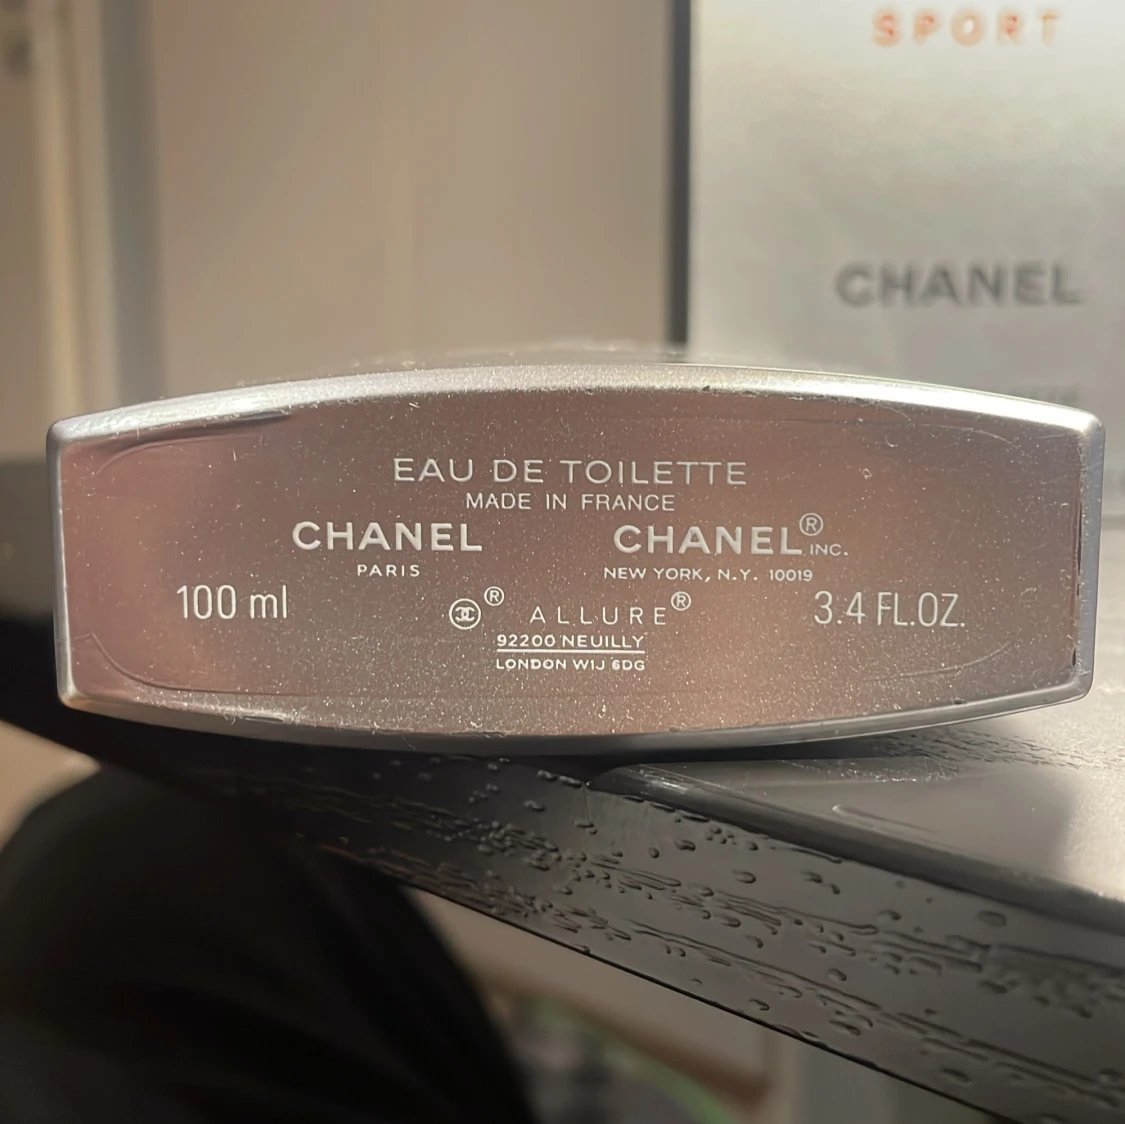 SPORT
CHANEL
EAU DE TOILETTE
MADE IN FRANCE
CHANEL CHANEL® INC.
PARIS NEW YORK, N.Y. 10019
100 ml ® ALLURE® 3.4 FL.OZ.
92200 NEUILLY
LONDON W1J 6DG